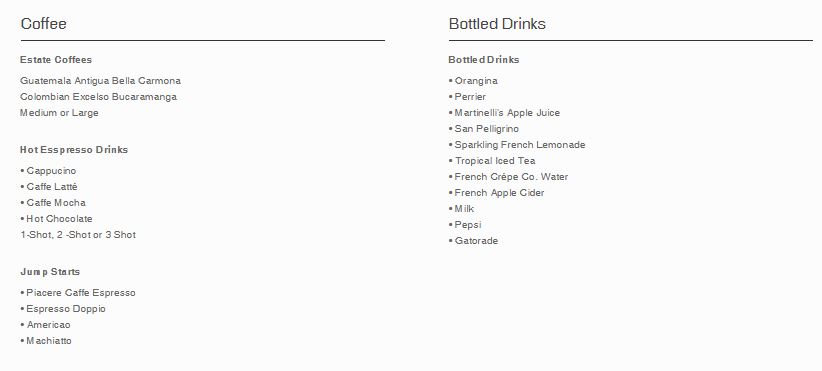 Coffee
Estate Coffees
Guatemala Antigua Bella Carmona
Colombian Excelso Bucaramanga
Medium or Large
Hot Esspresso Drinks
• Cappucino
• Caffe Latté
• Caffe Mocha
• Hot Chocolate
1-Shot, 2 -Shot or 3 Shot
Jump Starts
• Piacere Caffe Espresso
• Espresso Doppio
• Americao
• Machiatto
Bottled Drinks
Bottled Drinks
• Orangina
• Perrier
• Martinelli's Apple Juice
• San Pelligrino
• Sparkling French Lemonade
• Tropical Iced Tea
• French Crêpe Co. Water
• French Apple Cider
• Milk
• Pepsi
• Gatorade